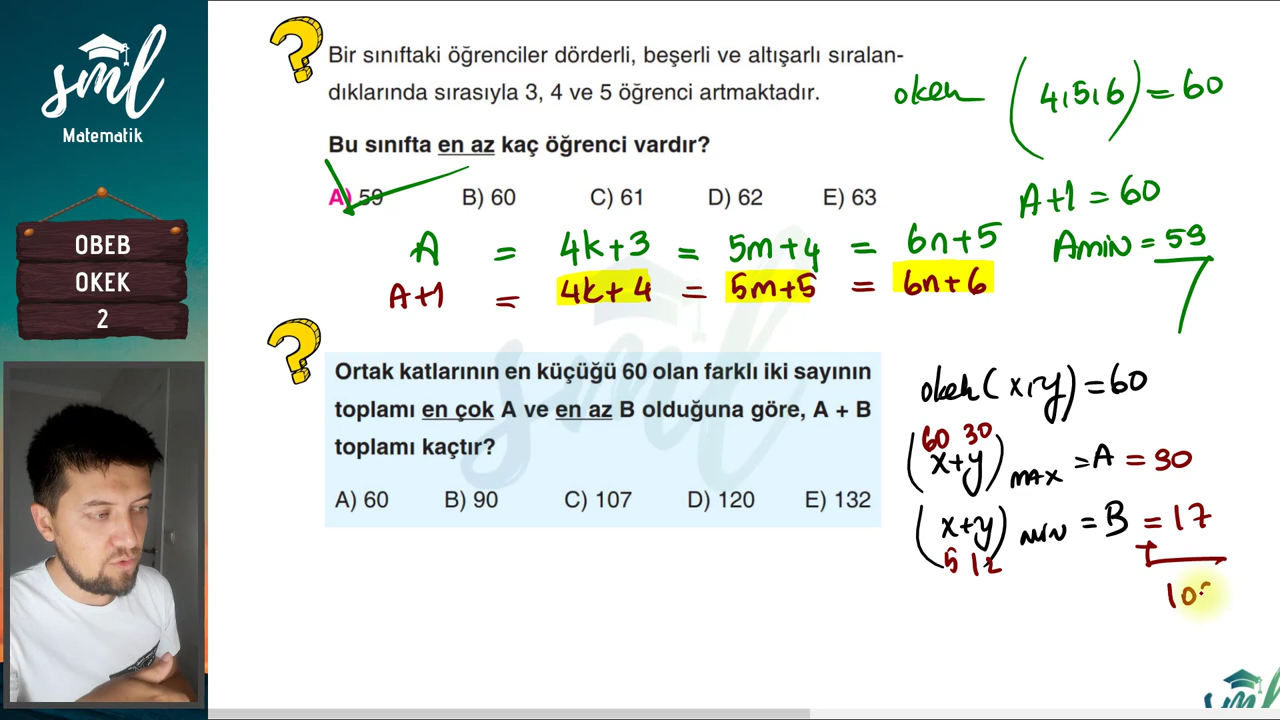 sml
Matematik
OBEB
OKEK
2
Bir sınıftaki öğrenciler dörderli, beşerli ve altışarlı sıralan-
dıklarında sırasıyla 3, 4 ve 5 öğrenci artmaktadır.
Bu sınıfta en az kaç öğrenci vardır?
A) 59 B) 60 C) 61 D) 62 E) 63
okek (4,5,6) = 60
A+1 = 60
Amin = 59
A = 4k+3 = 5m+4 = 6n+5
A+1 = 4k+4 = 5m+5 = 6n+6
Ortak katlarının en küçüğü 60 olan farklı iki sayının
toplamı en çok A ve en az B olduğuna göre, A + B
toplamı kaçtır?
A) 60 B) 90 C) 107 D) 120 E) 132
okek(x,y) = 60
60 30
(x+y) MAX = A = 90
(x+y) MIN = B = 17
5 12
+
10